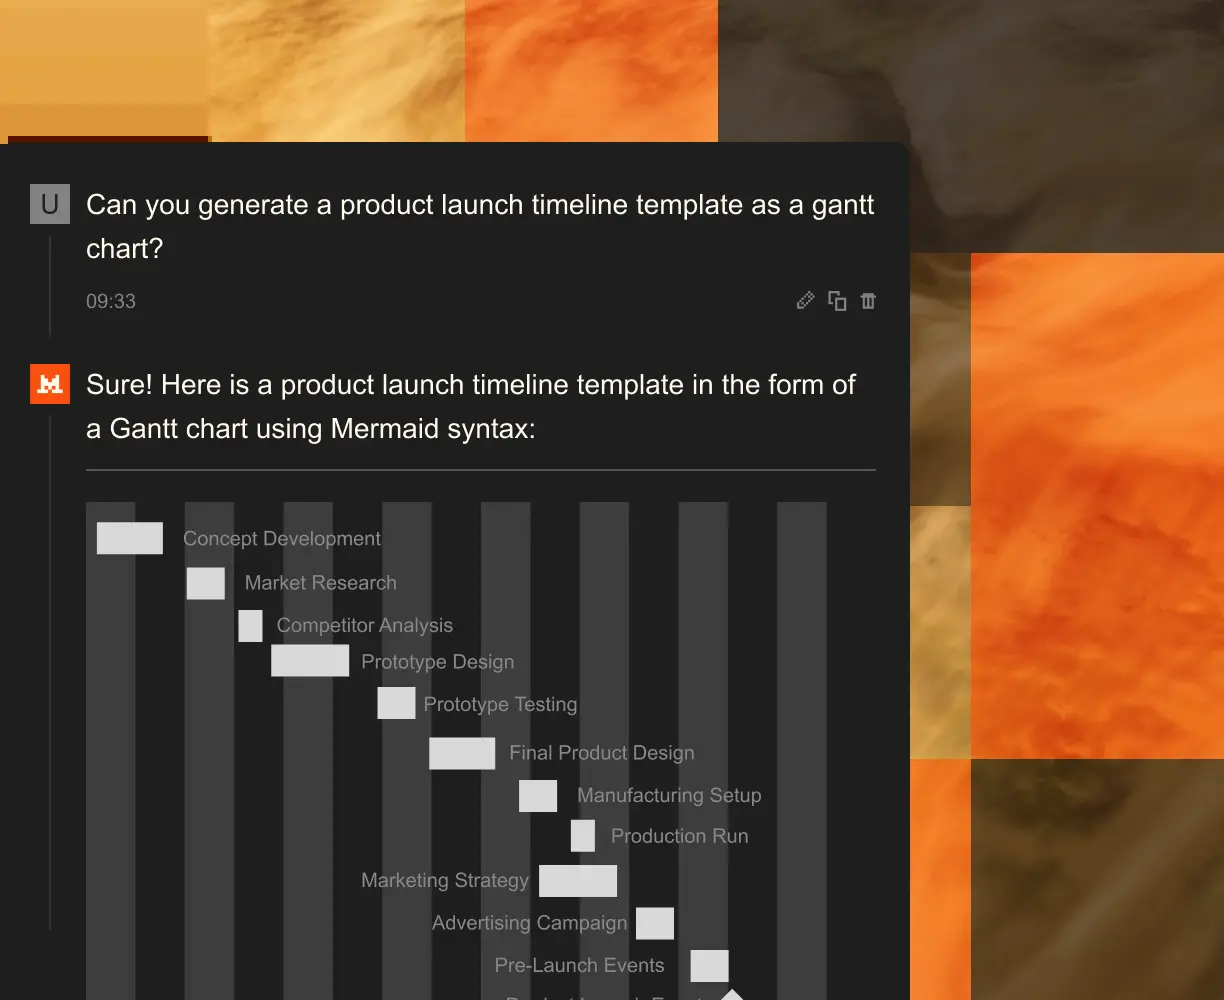 U
Can you generate a product launch timeline template as a gantt
chart?
09:33
Sure! Here is a product launch timeline template in the form of
a Gantt chart using Mermaid syntax:
Concept Development
Market Research
Competitor Analysis
Prototype Design
Prototype Testing
Final Product Design
Manufacturing Setup
Production Run
Marketing Strategy
Advertising Campaign
Pre-Launch Events